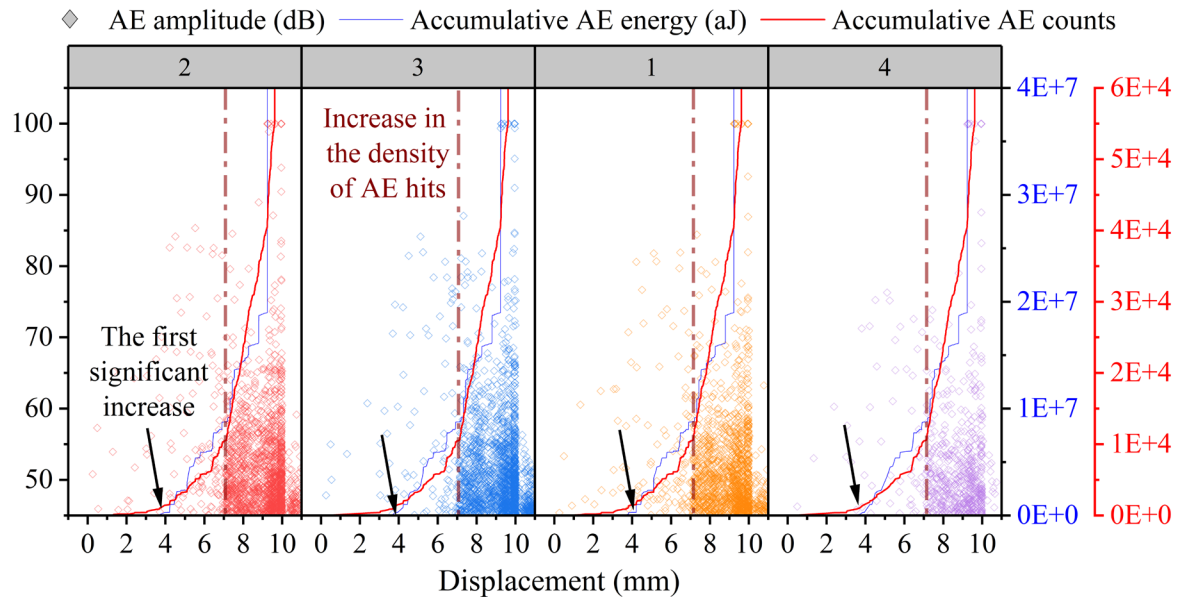 AE amplitude (dB) Accumulative AE energy (aJ) Accumulative AE counts
2 3 1 4
100
90
80
70
60
50
The first
significant
increase
Increase in
the density
of AE hits
4E+7
3E+7
2E+7
1E+7
0E+0
6E+4
5E+4
4E+4
3E+4
2E+4
1E+4
0E+0
0 2 4 6 8 10 0 2 4 6 8 10 0 2 4 6 8 10 0 2 4 6 8 10
Displacement (mm)